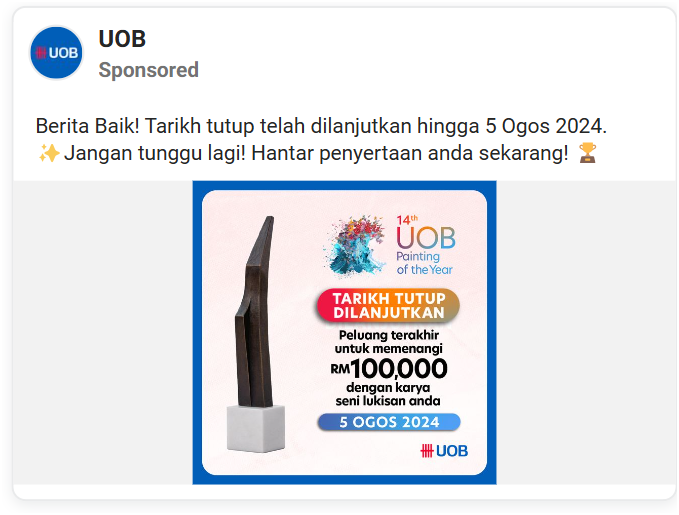 UOB
UOB
Sponsored
Berita Baik! Tarikh tutup telah dilanjutkan hingga 5 Ogos 2024.
✨Jangan tunggu lagi! Hantar penyertaan anda sekarang! 🏆
14th
UOB
Painting
of the Year
TARIKH TUTUP
DILANJUTKAN
Peluang terakhir
untuk memenangi
RM100,000
dengan karya
seni lukisan anda
5 OGOS 2024
UOB